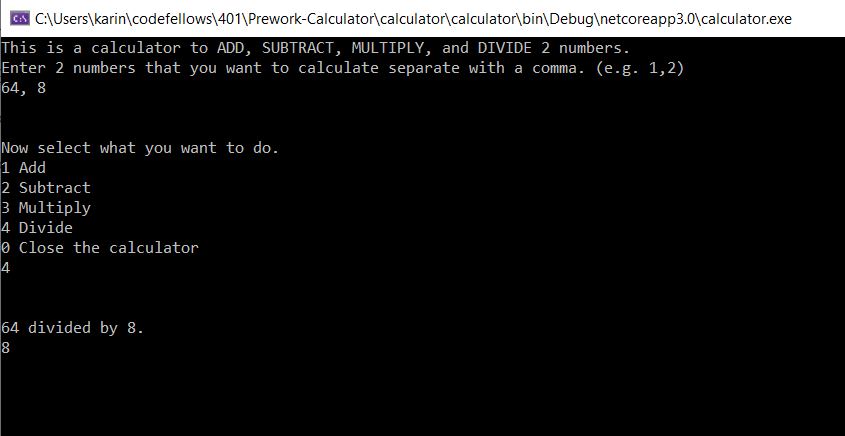 C:\Users\karin\codefellows\401\Prework-Calculator\calculator\calculator\bin\Debug\netcoreapp3.0\calculator.exe
This is a calculator to ADD, SUBTRACT, MULTIPLY, and DIVIDE 2 numbers.
Enter 2 numbers that you want to calculate separate with a comma. (e.g. 1,2)
64, 8
Now select what you want to do.
1 Add
2 Subtract
3 Multiply
4 Divide
0 Close the calculator
4
64 divided by 8.
8